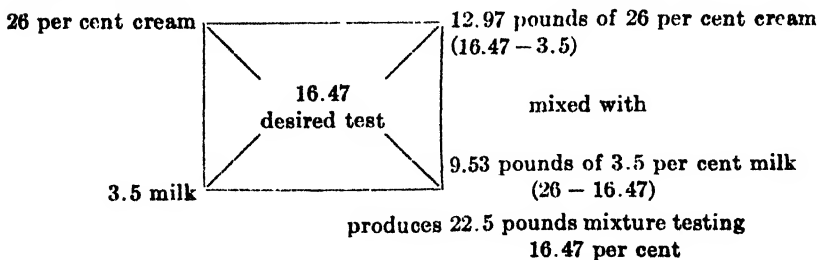 26 per cent cream
12.97 pounds of 26 per cent cream
(16.47 – 3.5)
16.47
desired test
mixed with
3.5 milk
9.53 pounds of 3.5 per cent milk
(26 – 16.47)
produces 22.5 pounds mixture testing
16.47 per cent